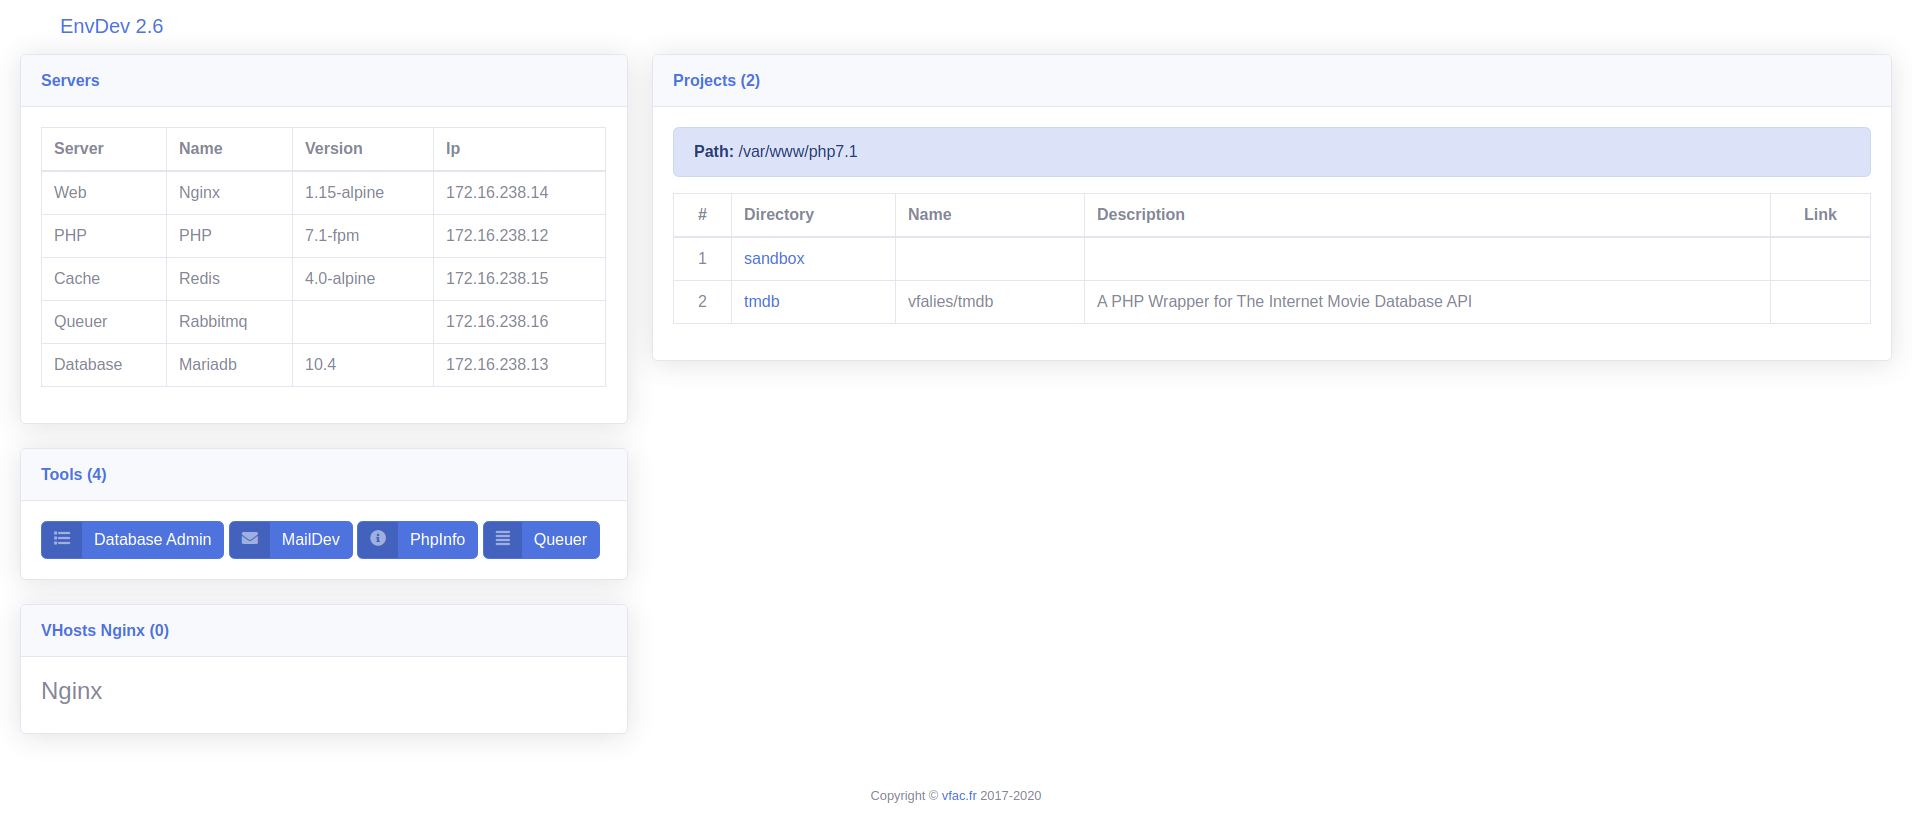 EnvDev 2.6
Servers
Server Name Version Ip
Web Nginx 1.15-alpine 172.16.238.14
PHP PHP 7.1-fpm 172.16.238.12
Cache Redis 4.0-alpine 172.16.238.15
Queuer Rabbitmq 172.16.238.16
Database Mariadb 10.4 172.16.238.13
Tools (4)
Database Admin MailDev PhpInfo Queuer
VHosts Nginx (0)
Nginx
Projects (2)
Path: /var/www/php7.1
# Directory Name Description Link
1 sandbox
2 tmdb vfalies/tmdb A PHP Wrapper for The Internet Movie Database API
Copyright © vfac.fr 2017-2020